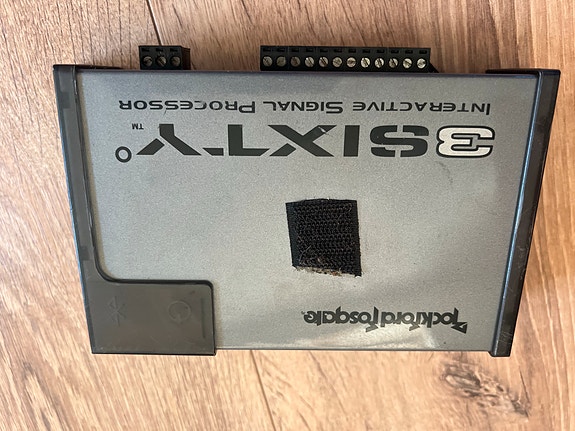 Rockford Fosgate®
3SIXTY°™
INTERACTIVE SIGNAL PROCESSOR